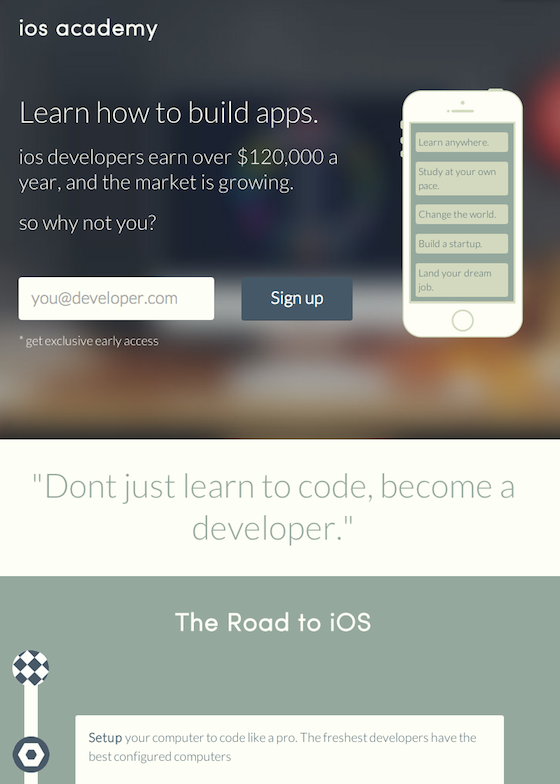 ios academy
Learn how to build apps.
ios developers earn over $120,000 a
year, and the market is growing.
so why not you?
you@developer.com
Sign up
* get exclusive early access
Learn anywhere.
Study at your own
pace.
Change the world.
Build a startup.
Land your dream
job.
"Dont just learn to code, become a
developer."
The Road to iOS
Setup your computer to code like a pro. The freshest developers have the
best configured computers